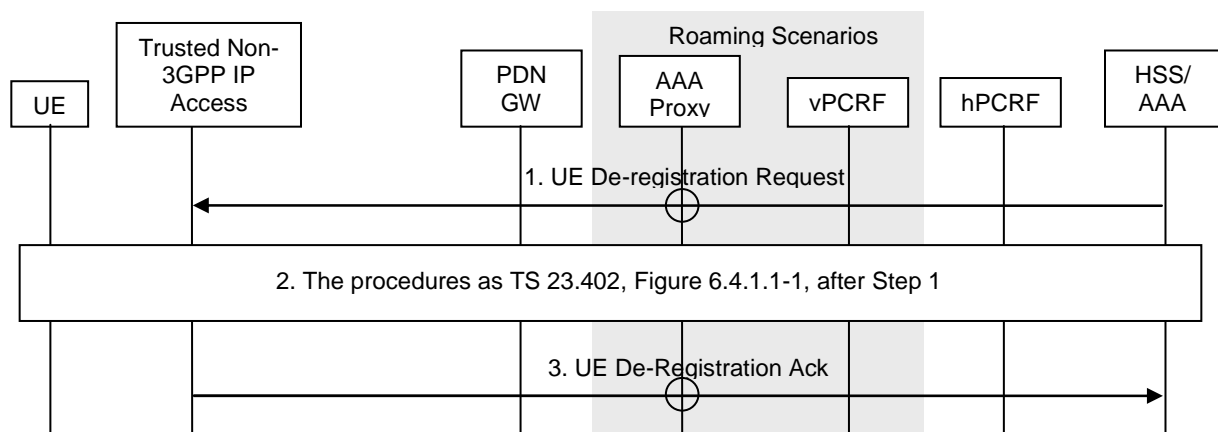 Roaming Scenarios
UE
Trusted Non-
3GPP IP
Access
PDN
GW
AAA
Proxy
vPCRF
hPCRF
HSS/
AAA
1. UE De-registration Request
2. The procedures as TS 23.402, Figure 6.4.1.1-1, after Step 1
3. UE De-Registration Ack